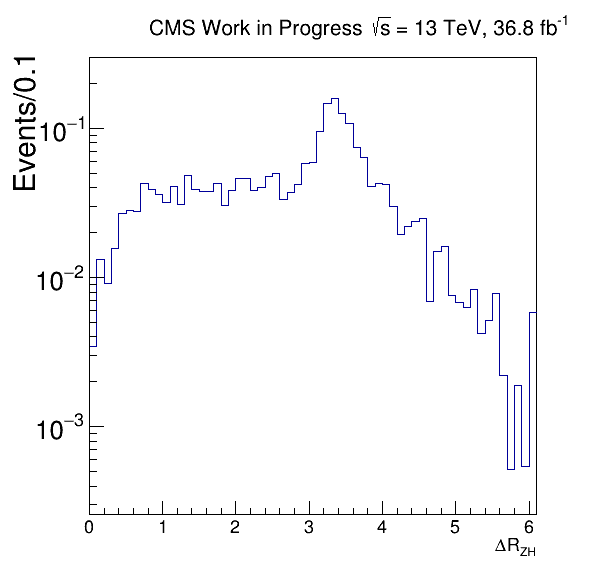 CMS Work in Progress √s = 13 TeV, 36.8 fb⁻¹
Events/0.1
10⁻¹
10⁻²
10⁻³
0 1 2 3 4 5 6
ΔR_ZH